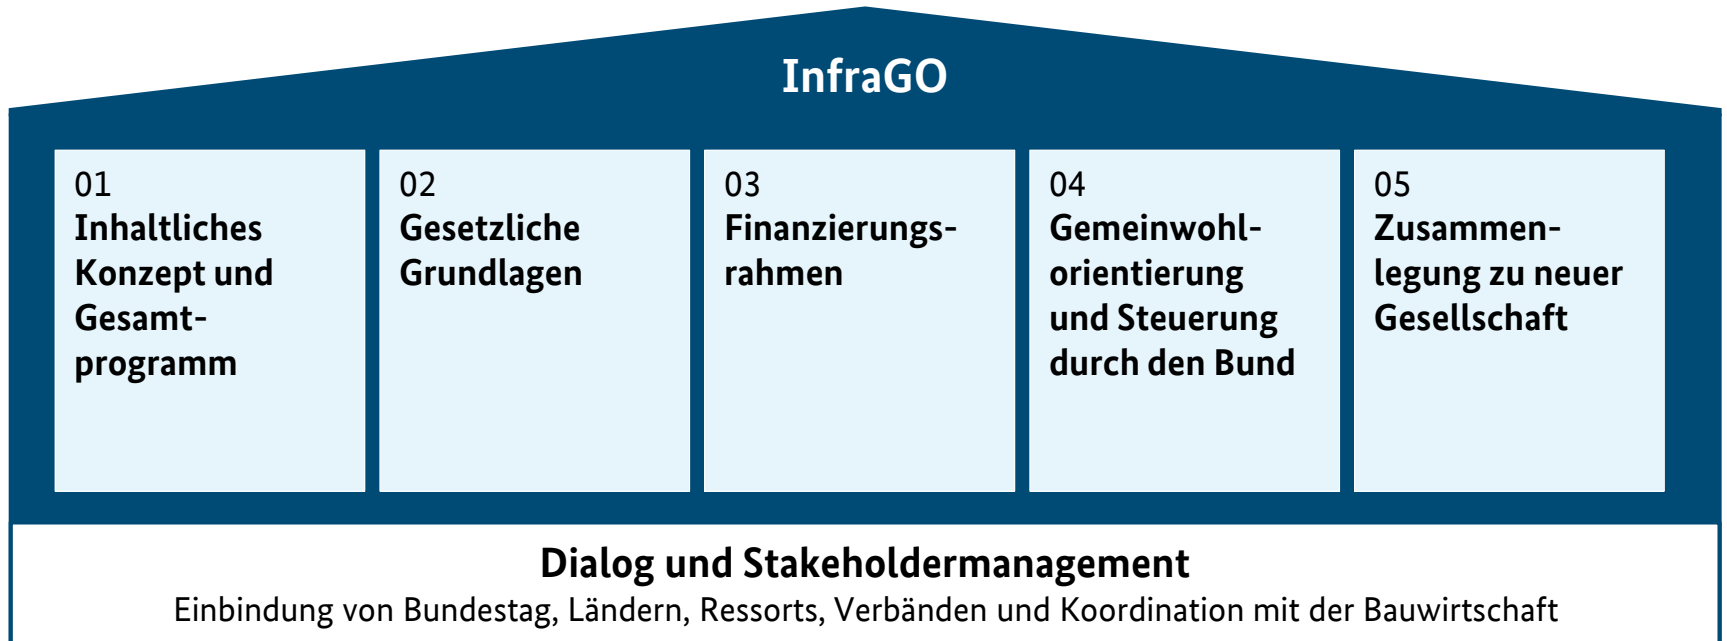 InfraGO
01
Inhaltliches
Konzept und
Gesamt-
programm
02
Gesetzliche
Grundlagen
03
Finanzierungs-
rahmen
04
Gemeinwohl-
orientierung
und Steuerung
durch den Bund
05
Zusammen-
legung zu neuer
Gesellschaft
Dialog und Stakeholdermanagement
Einbindung von Bundestag, Ländern, Ressorts, Verbänden und Koordination mit der Bauwirtschaft